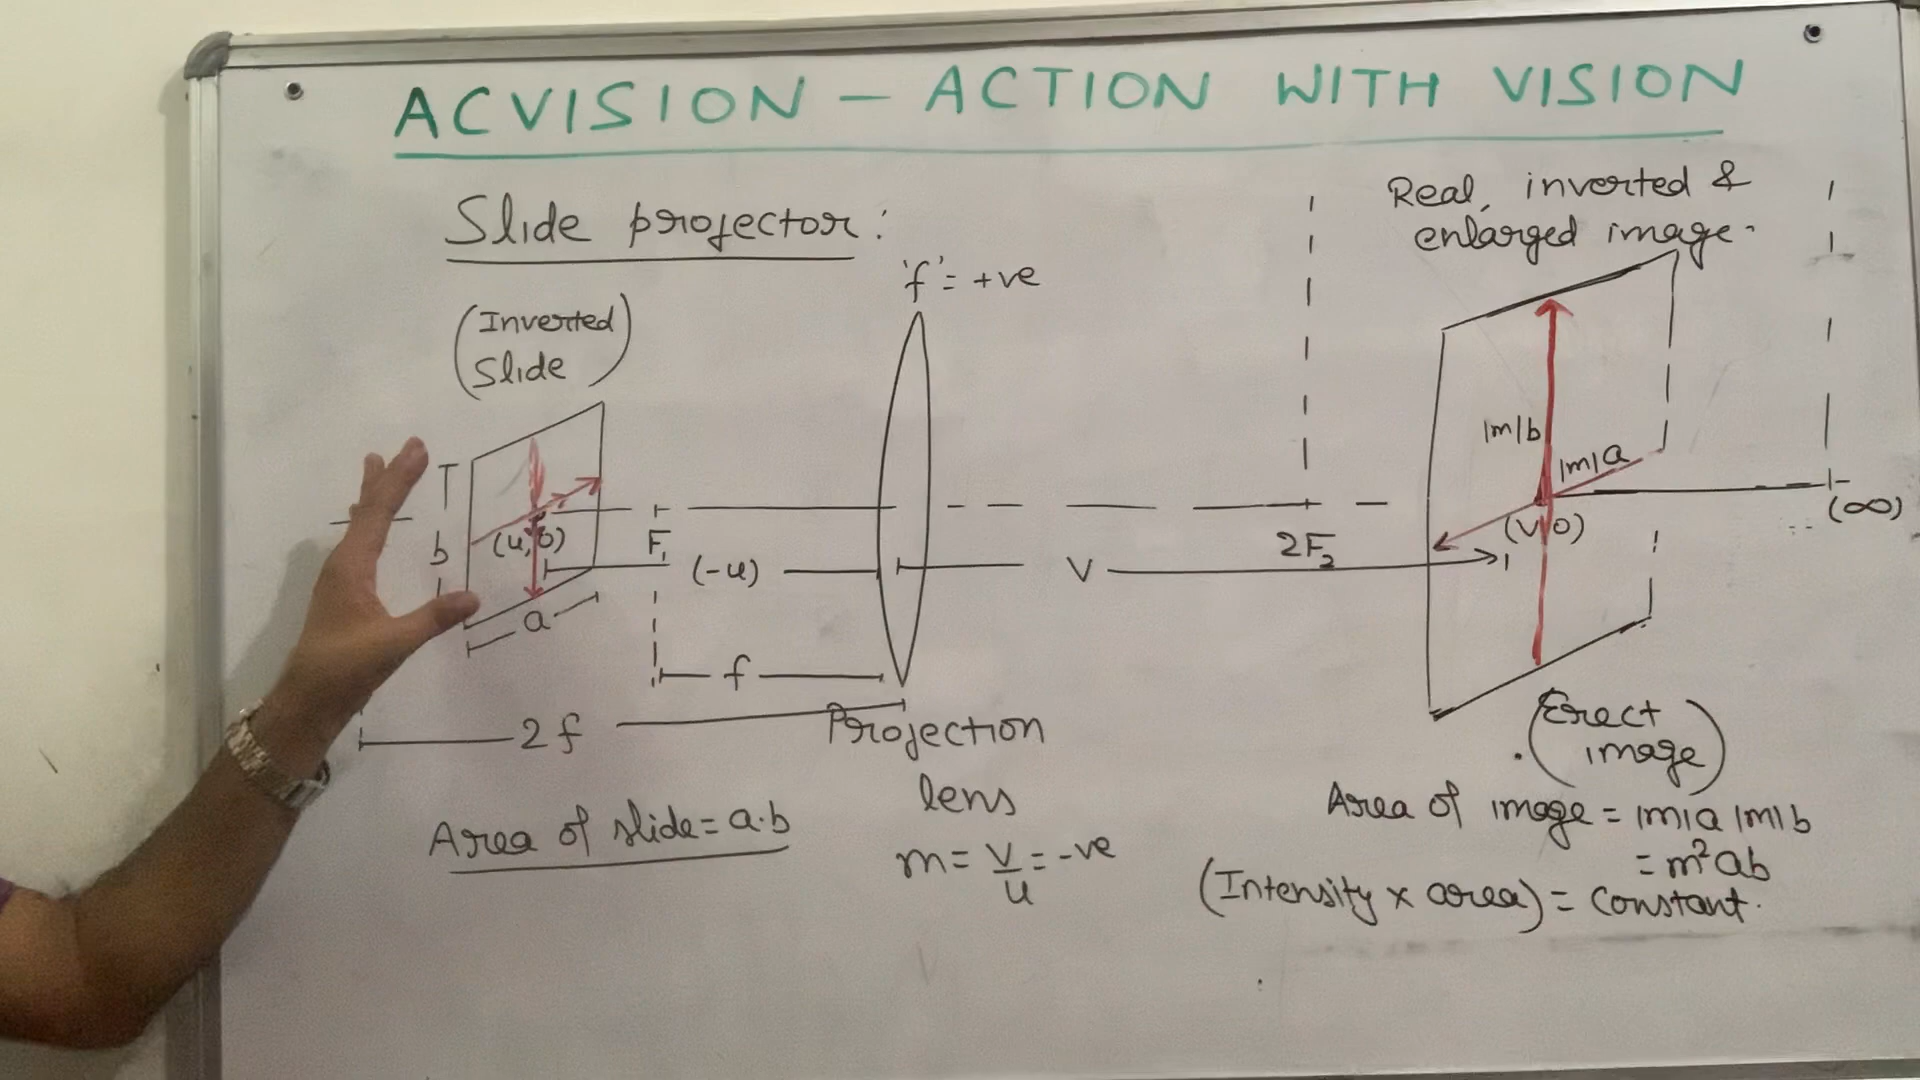 ACVISION – ACTION WITH VISION
Slide projector:
(Inverted
Slide)
'f' = +ve
Real, inverted &
enlarged image.
b
(u,0)
a
F1
(-u)
f
2f
V
2F2
|m|b
|m|a
(V,0)
(∞)
Projection
lens
m = V/u = -ve
Area of slide = a·b
(Erect
image)
Area of image = |m|a |m|b
= m²ab
(Intensity x area) = Constant.